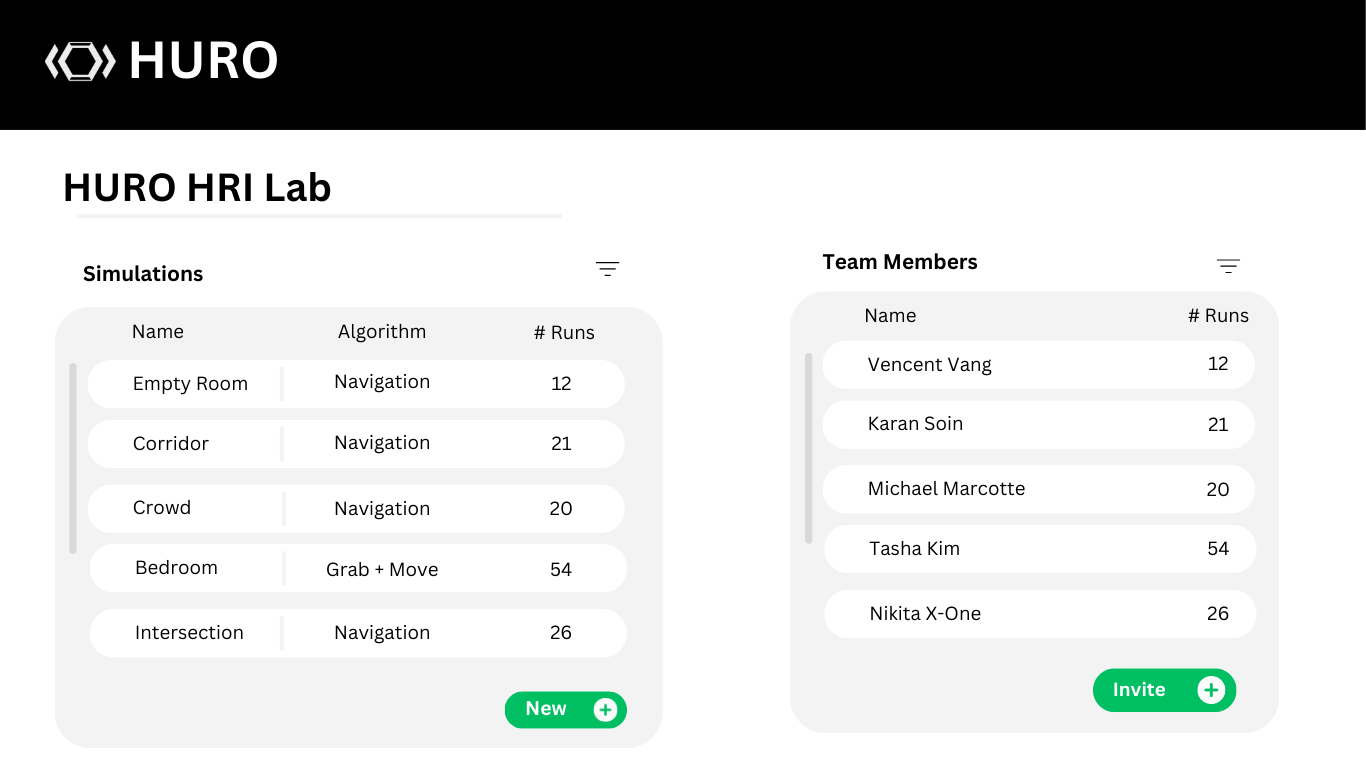 HURO
HURO HRI Lab
Simulations
Name Algorithm # Runs
Empty Room Navigation 12
Corridor Navigation 21
Crowd Navigation 20
Bedroom Grab + Move 54
Intersection Navigation 26
New
Team Members
Name # Runs
Vencent Vang 12
Karan Soin 21
Michael Marcotte 20
Tasha Kim 54
Nikita X-One 26
Invite